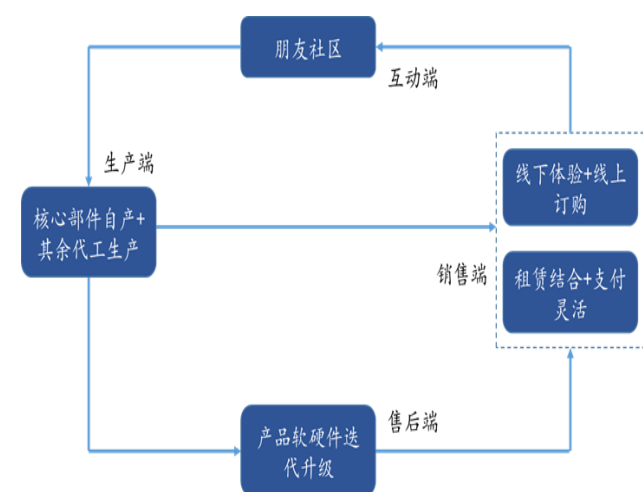 朋友社区
互动端
生产端
线下体验+线上
订购
核心部件自产+
其余代工生产
销售端
租赁结合+支付
灵活
产品软硬件迭
代升级
售后端